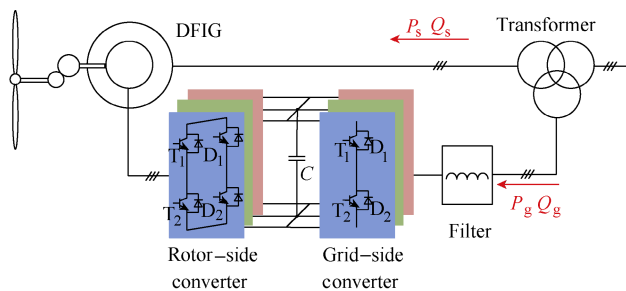 DFIG
Transformer
Ps Qs
T1
D1
T2
D2
C
T1
D1
T2
D2
Pg Qg
Filter
Rotor-side
converter
Grid-side
converter